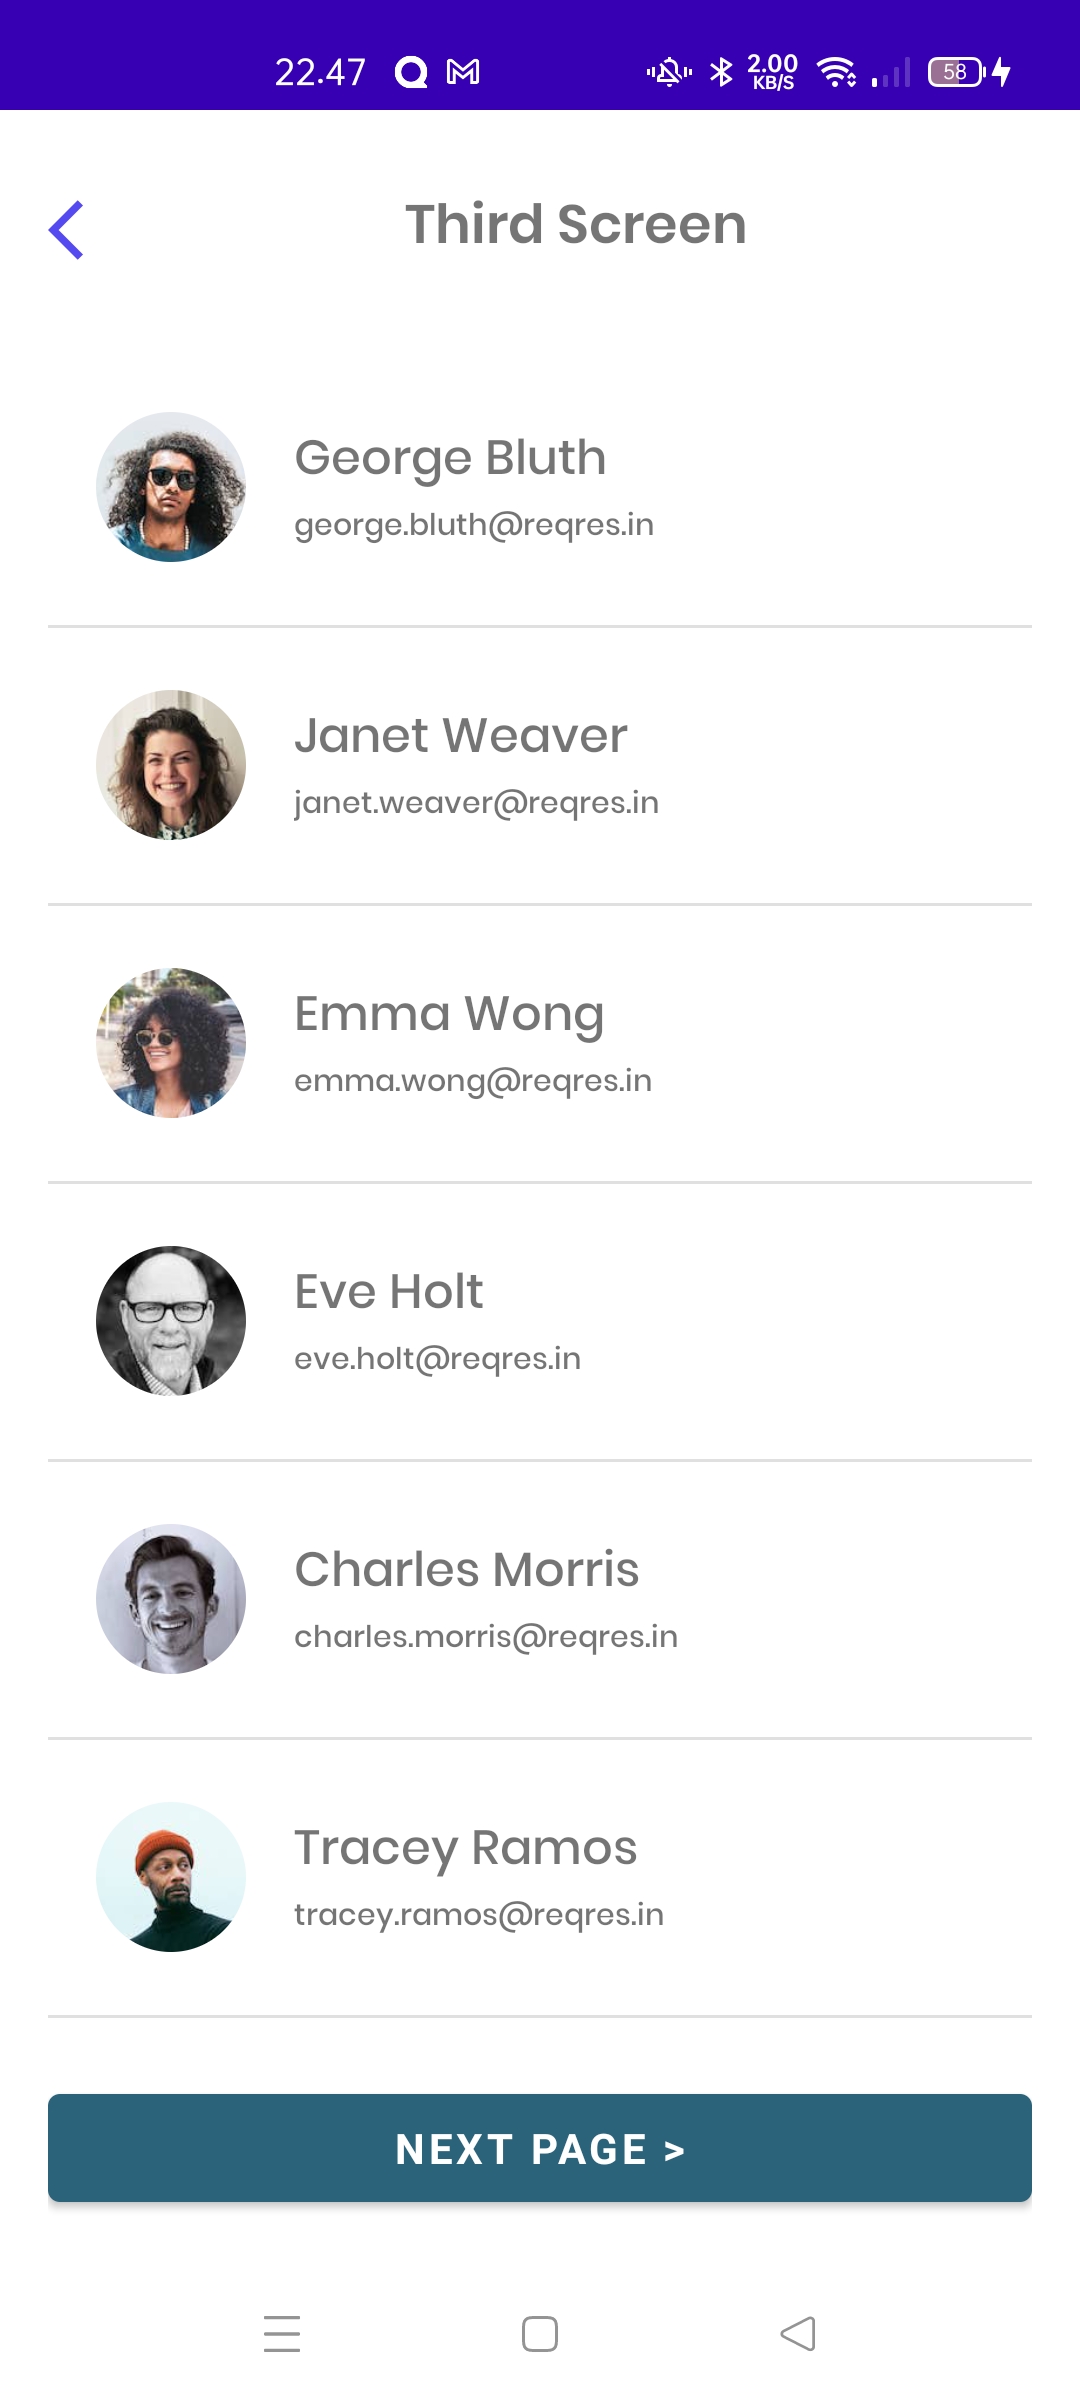 22.47
2.00
KB/S
58
Third Screen
George Bluth
george.bluth@reqres.in
Janet Weaver
janet.weaver@reqres.in
Emma Wong
emma.wong@reqres.in
Eve Holt
eve.holt@reqres.in
Charles Morris
charles.morris@reqres.in
Tracey Ramos
tracey.ramos@reqres.in
NEXT PAGE >